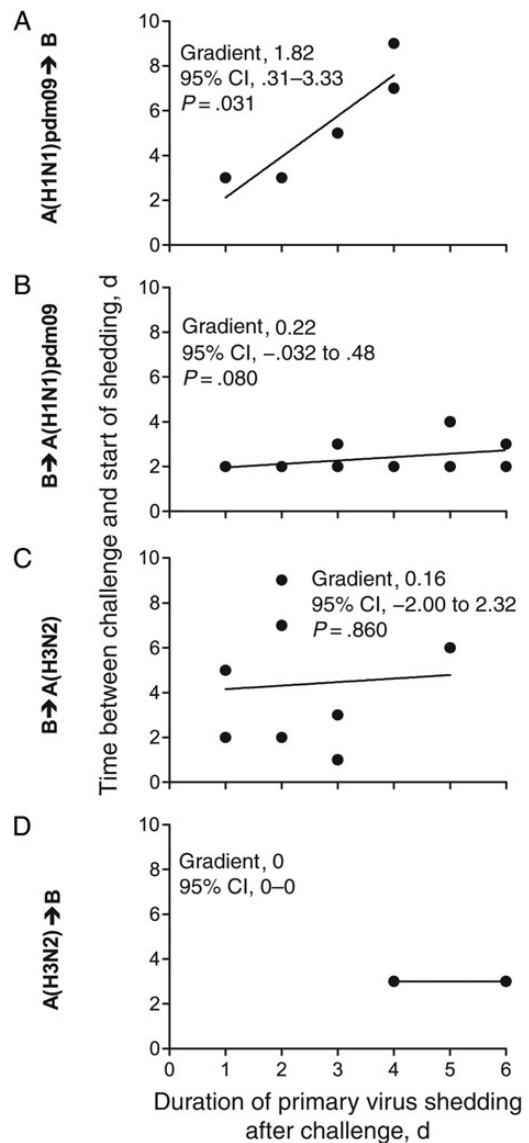 A
A(H1N1)pdm09➔B
10
8
6
4
2
0
Gradient, 1.82
95% CI, .31–3.33
P = .031
B
B➔A(H1N1)pdm09
10
8
6
4
2
0
Gradient, 0.22
95% CI, −.032 to .48
P = .080
C
B➔A(H3N2)
10
8
6
4
2
0
Gradient, 0.16
95% CI, −2.00 to 2.32
P = .860
D
A(H3N2)➔B
10
8
6
4
2
0
Gradient, 0
95% CI, 0–0
Time between challenge and start of shedding, d
0 1 2 3 4 5 6
Duration of primary virus shedding
after challenge, d